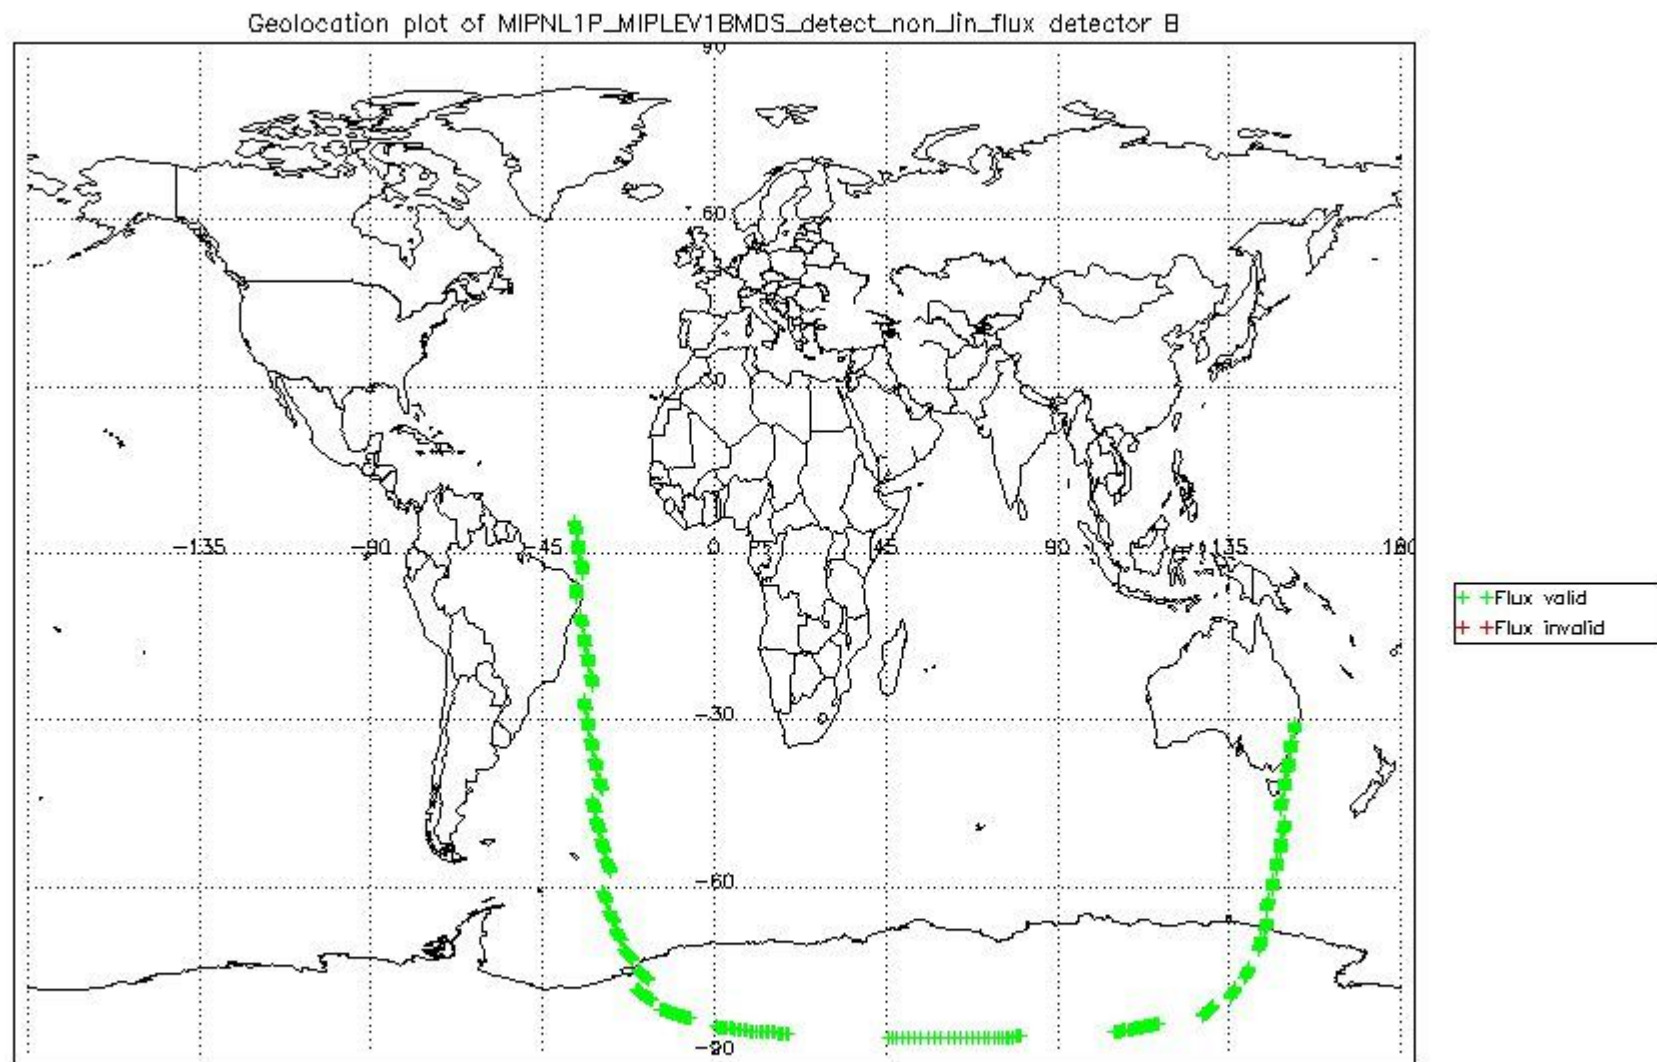 Geolocation plot of MIPNL1P_MIPLEV1BMDS_detect_non_lin_flux detector B
90
60
30
-135 -90 -45 0 45 90 135 180
-30
-60
-90
Flux valid
Flux invalid